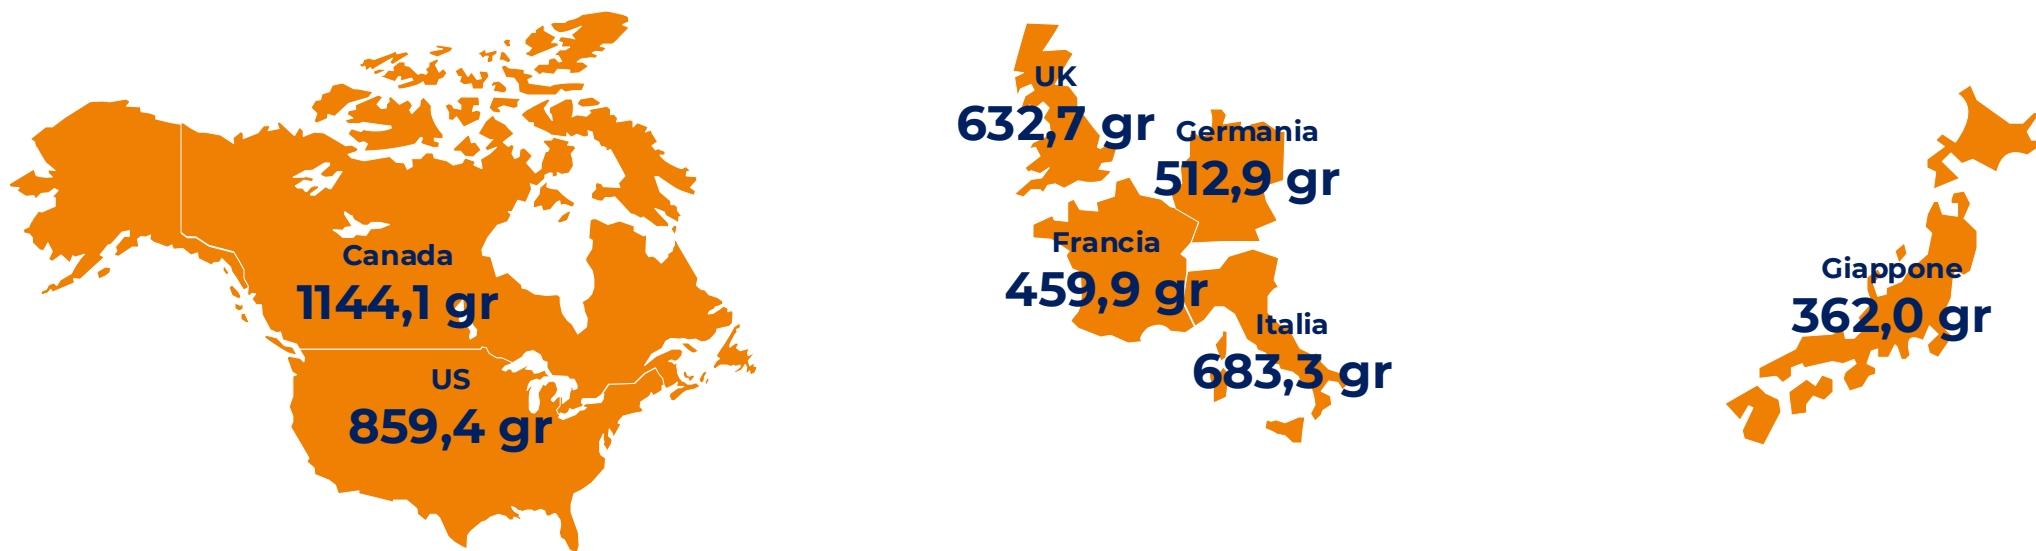 Canada
1144,1 gr
US
859,4 gr
UK
632,7 gr
Germania
512,9 gr
Francia
459,9 gr
Italia
683,3 gr
Giappone
362,0 gr